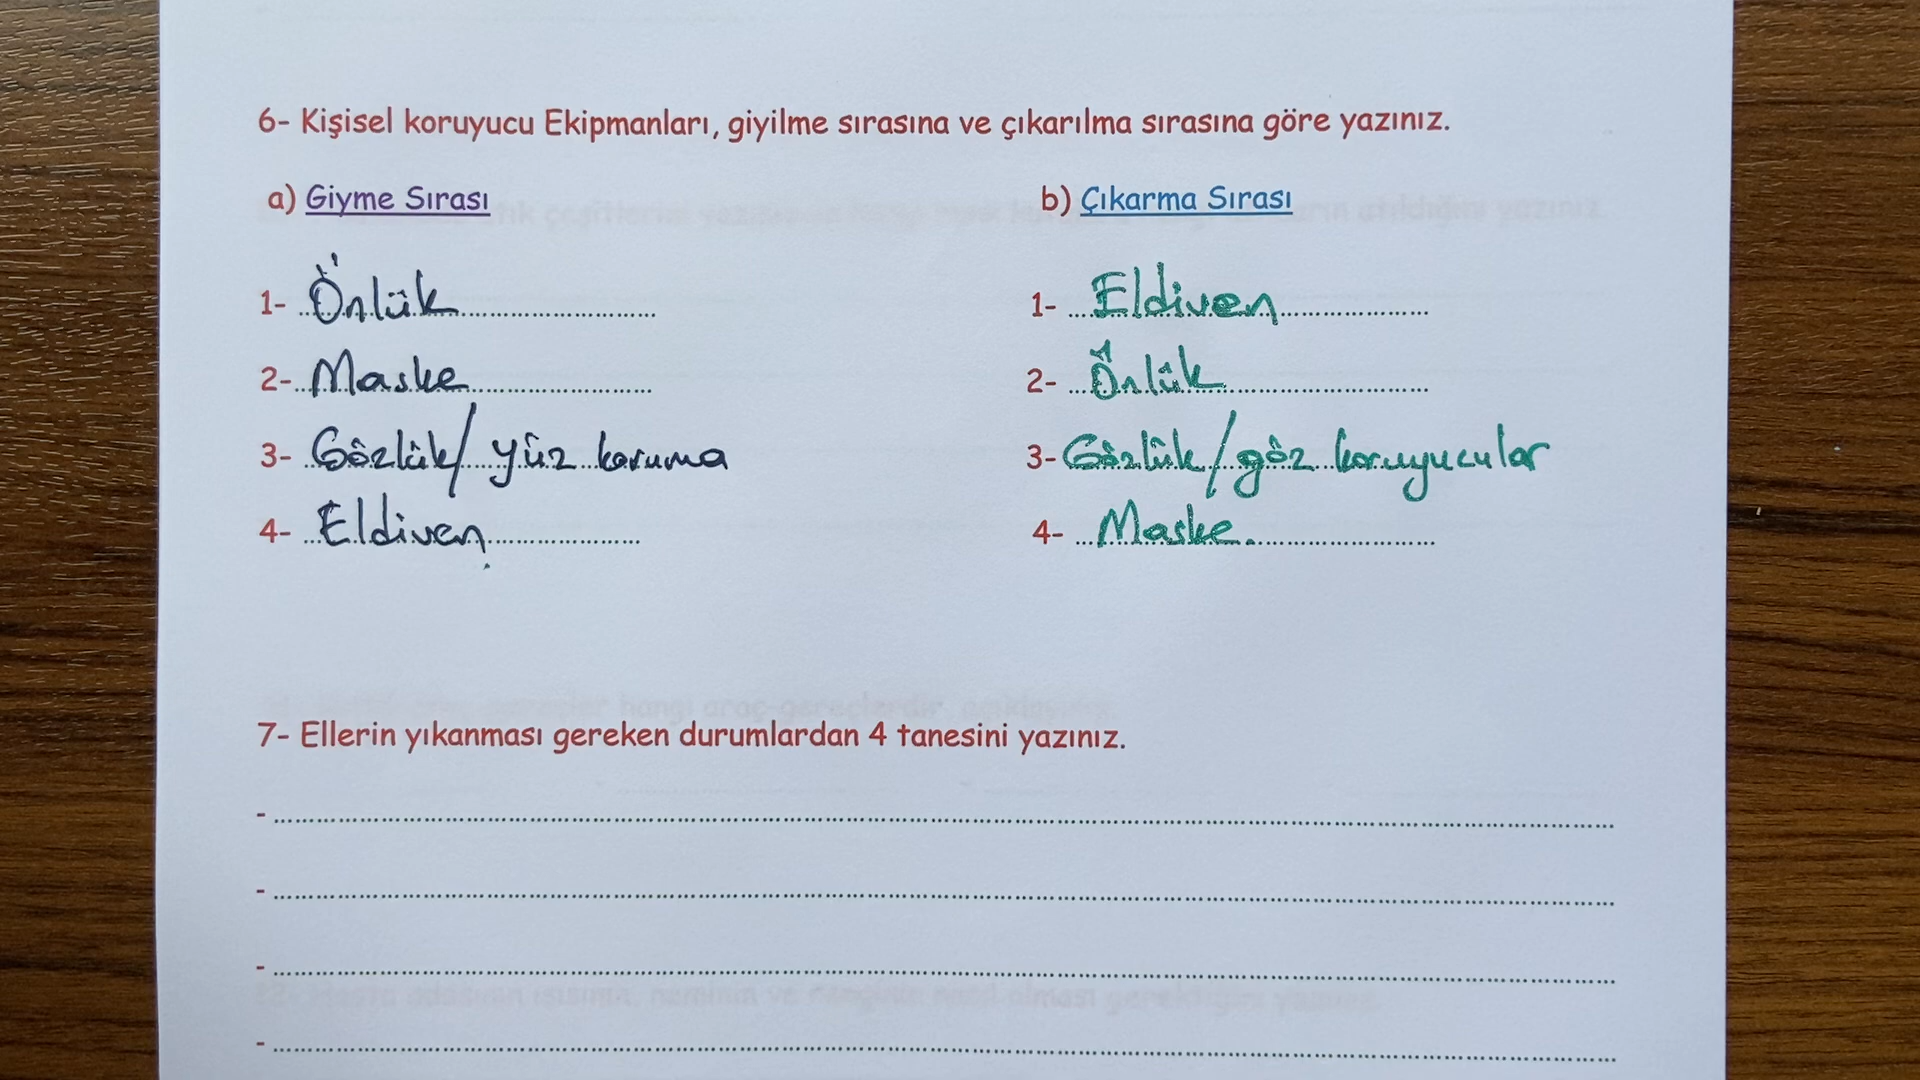 6- Kişisel koruyucu Ekipmanları, giyilme sırasına ve çıkarılma sırasına göre yazınız.
a) Giyme Sırası
1- Önlük
2- Maske
3- Gözlük/ yüz koruma
4- Eldiven
b) Çıkarma Sırası
1- Eldiven
2- Önlük
3- Gözlük/göz koruyucular
4- Maske.
7- Ellerin yıkanması gereken durumlardan 4 tanesini yazınız.
-
-
-
-